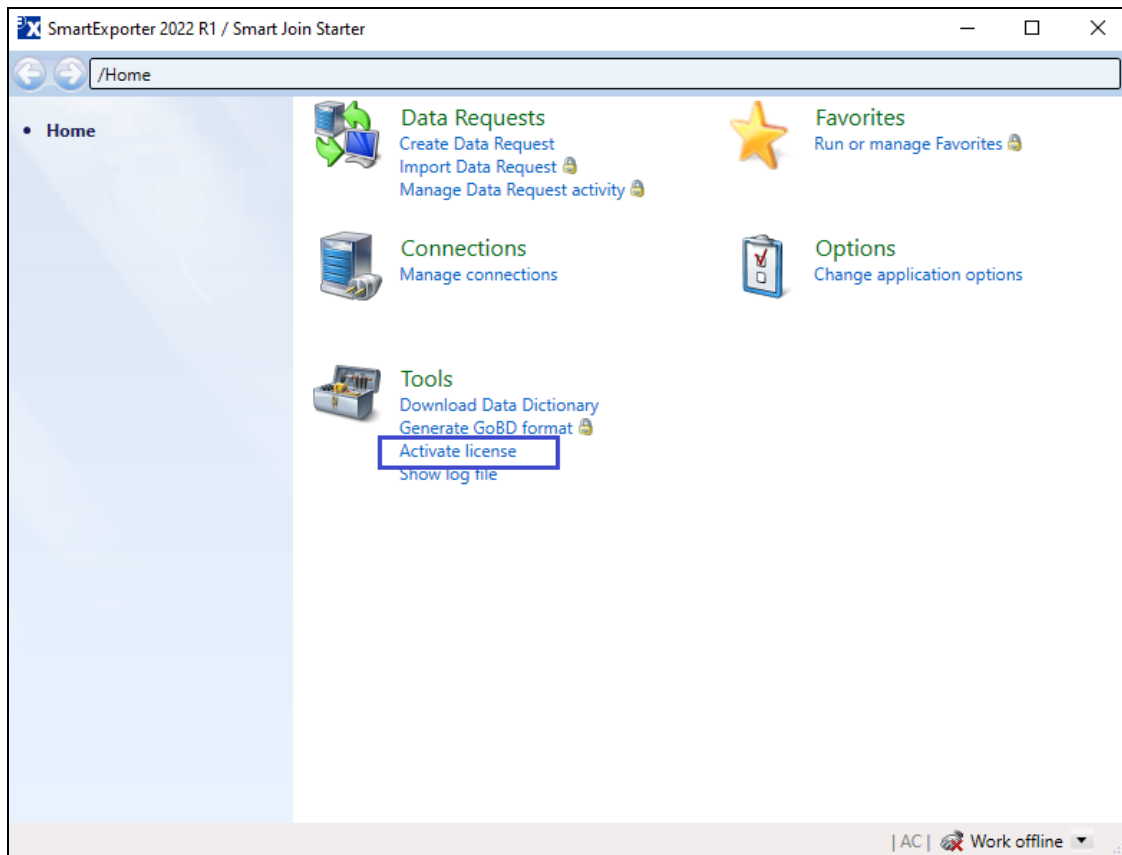 SmartExporter 2022 R1 / Smart Join Starter
/Home
Home
Data Requests
Create Data Request
Import Data Request
Manage Data Request activity
Favorites
Run or manage Favorites
Connections
Manage connections
Options
Change application options
Tools
Download Data Dictionary
Generate GoBD format
Activate license
Show log file
| AC | Work offline